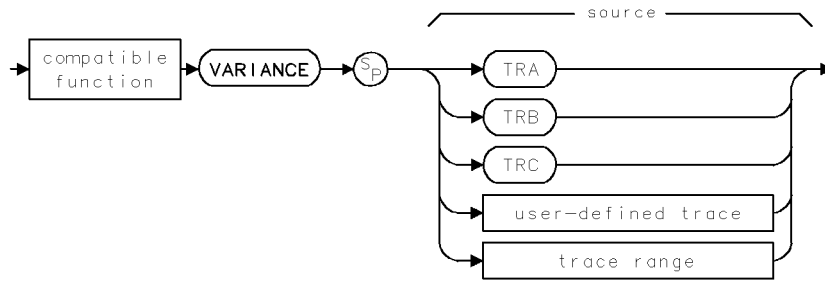 source
compatible
function
VARIANCE
SP
TRA
TRB
TRC
user-defined trace
trace range